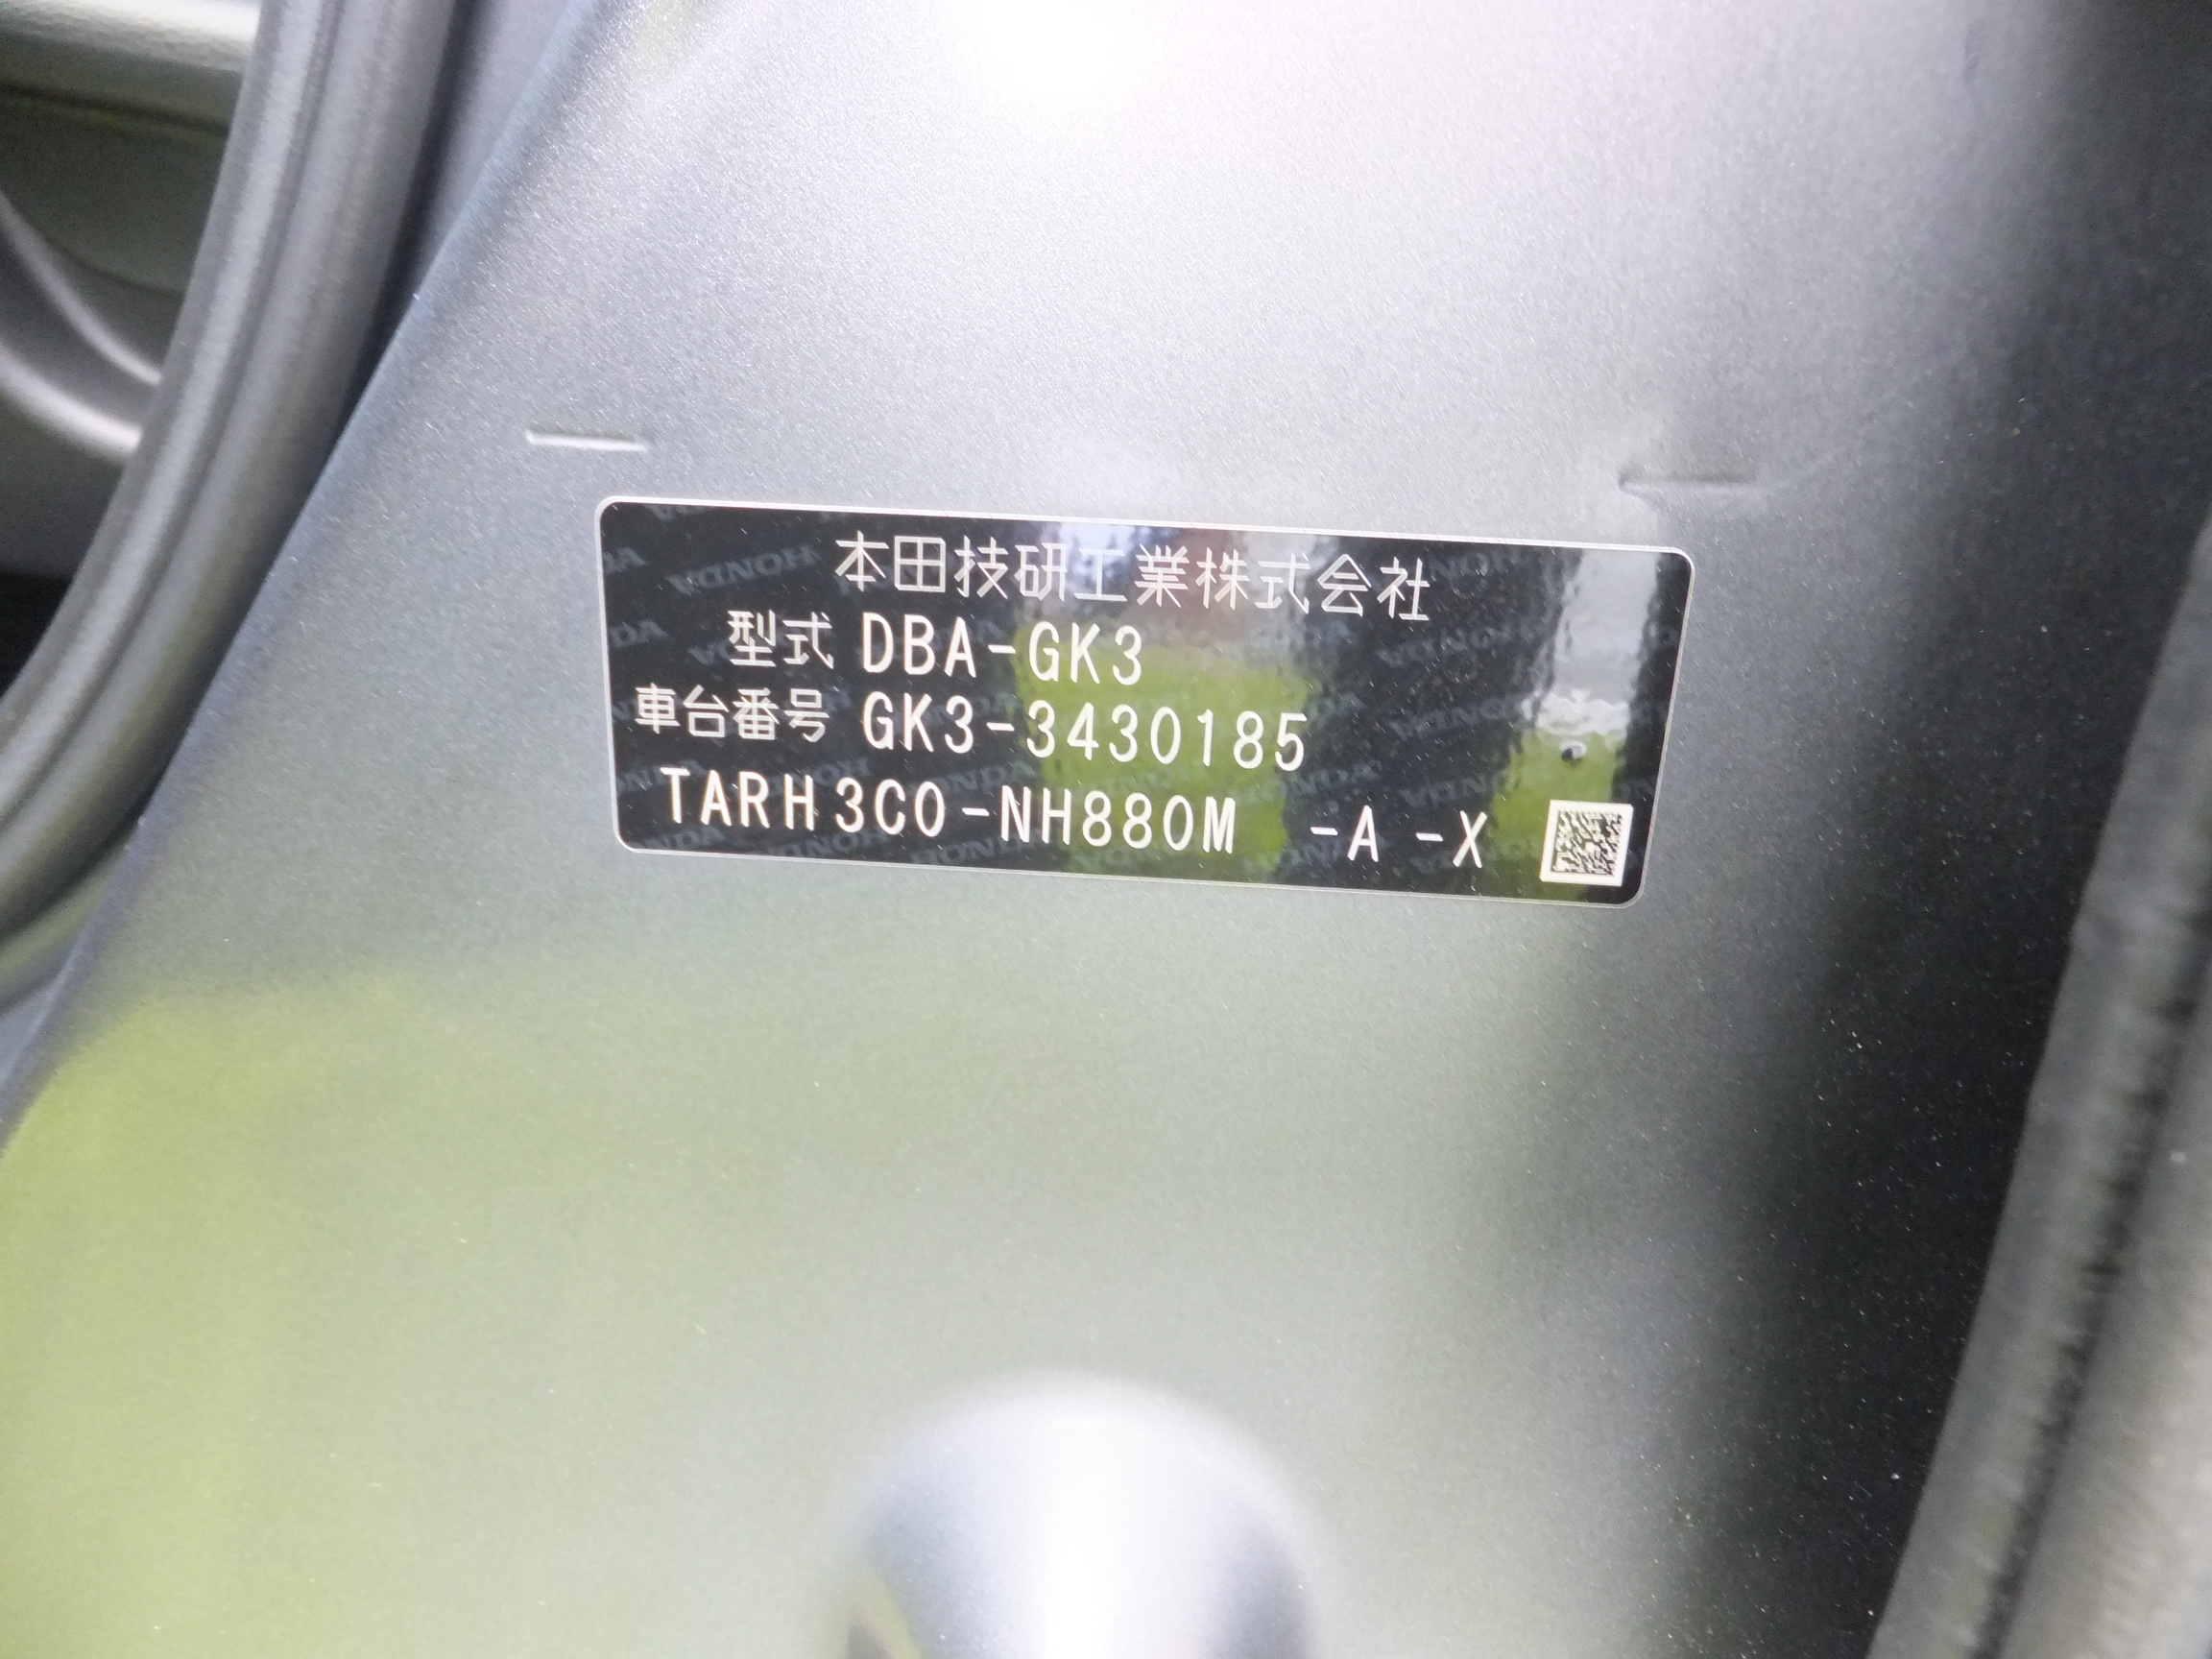 本田技研工業株式会社
型式 DBA-GK3
車台番号 GK3-3430185
TARH3C0-NH880M -A -X